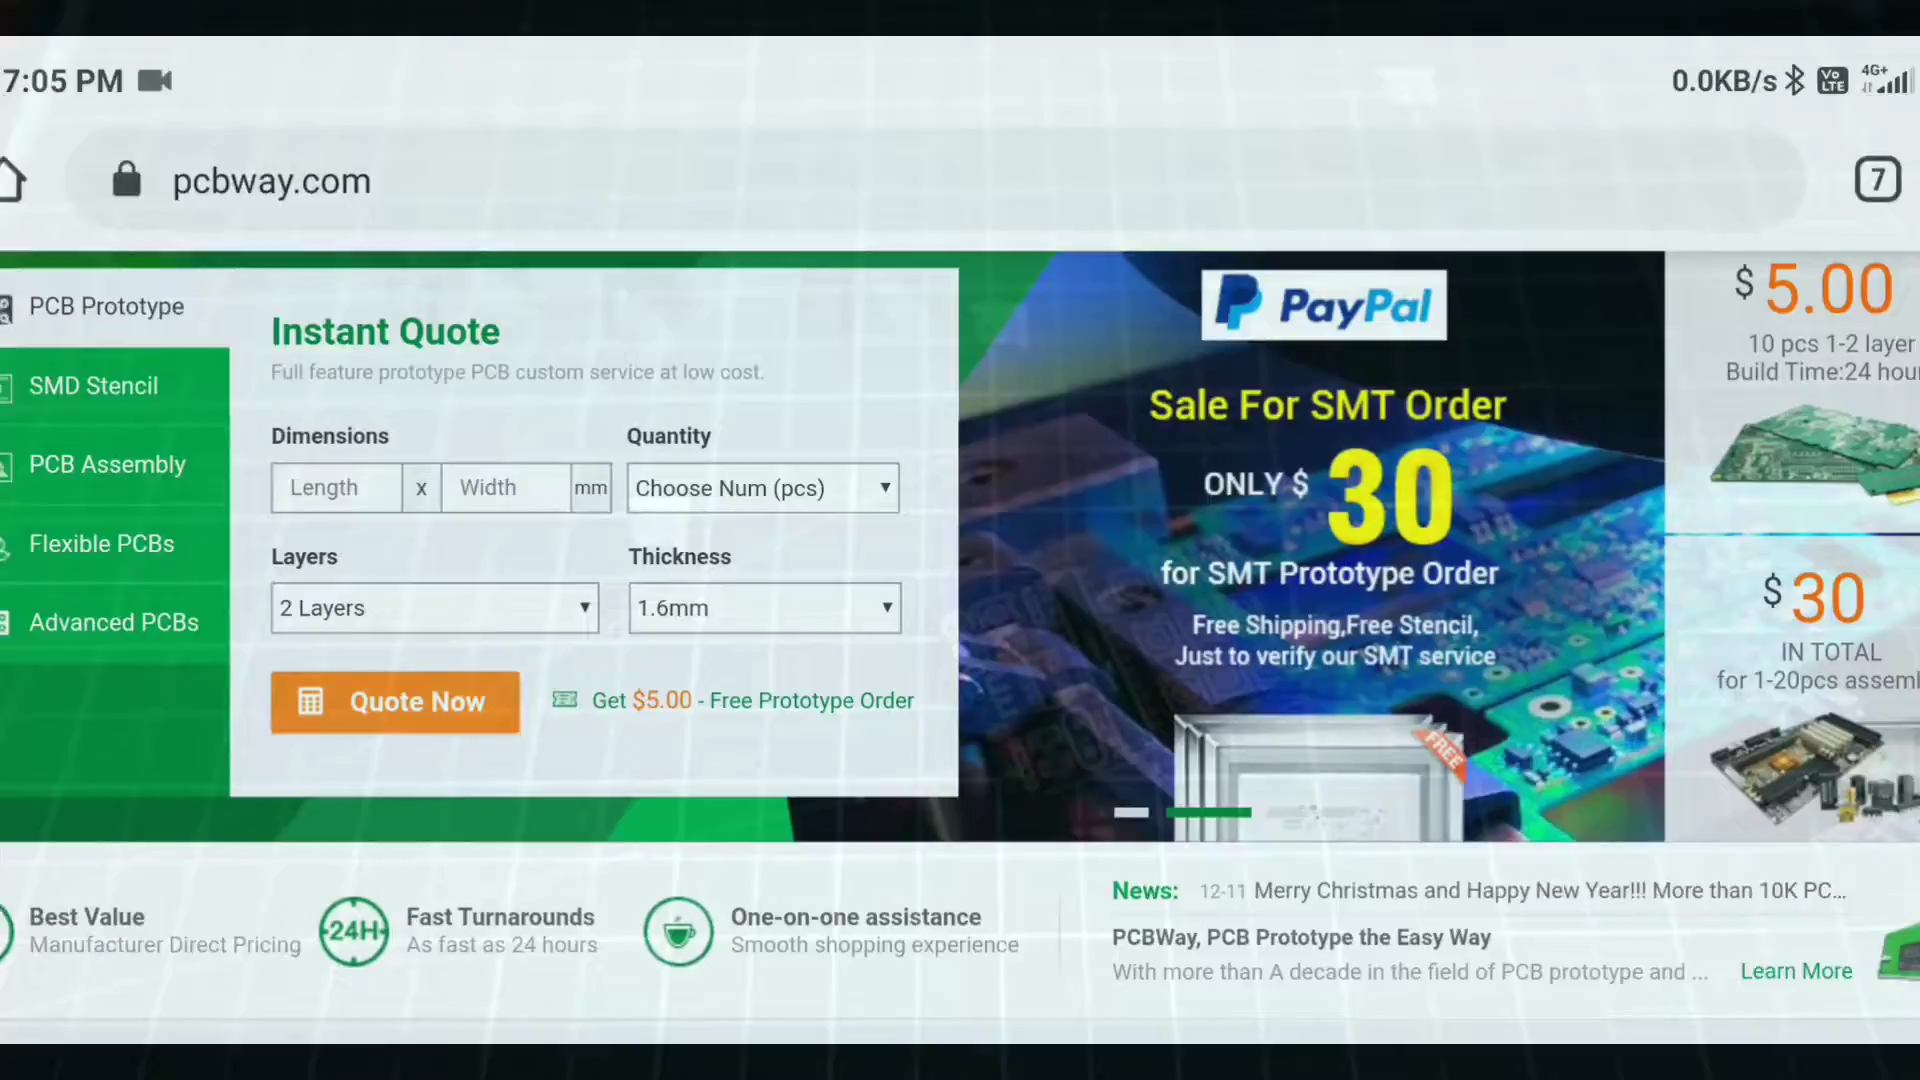 7:05 PM
0.0KB/s
Vo LTE
4G+
pcbway.com
7
PCB Prototype
SMD Stencil
PCB Assembly
Flexible PCBs
Advanced PCBs
Instant Quote
Full feature prototype PCB custom service at low cost.
Dimensions
Quantity
Length x Width mm
Choose Num (pcs)
Layers
Thickness
2 Layers
1.6mm
Quote Now
Get $5.00 - Free Prototype Order
PayPal
Sale For SMT Order
ONLY $ 30
for SMT Prototype Order
Free Shipping,Free Stencil,
Just to verify our SMT service
FREE
$ 5.00
10 pcs 1-2 layer
Build Time:24 hou
$ 30
IN TOTAL
for 1-20pcs assemb
Best Value
Manufacturer Direct Pricing
24H
Fast Turnarounds
As fast as 24 hours
One-on-one assistance
Smooth shopping experience
News: 12-11 Merry Christmas and Happy New Year!!! More than 10K PC...
PCBWay, PCB Prototype the Easy Way
With more than A decade in the field of PCB prototype and ... Learn More